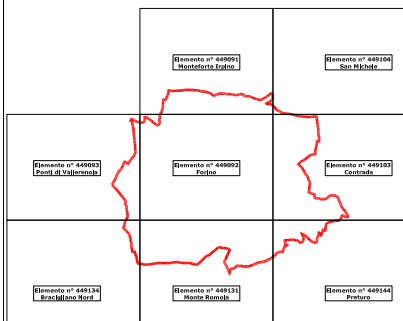 Elemento n° 449091
Monteforte Irpino
Elemento n° 449104
San Michele
Elemento n° 449093
Ponti di Vallerenola
Elemento n° 449092
Forino
Elemento n° 449103
Contrada
Elemento n° 449134
Bracigliano Nord
Elemento n° 449131
Monte Romola
Elemento n° 449144
Preturo